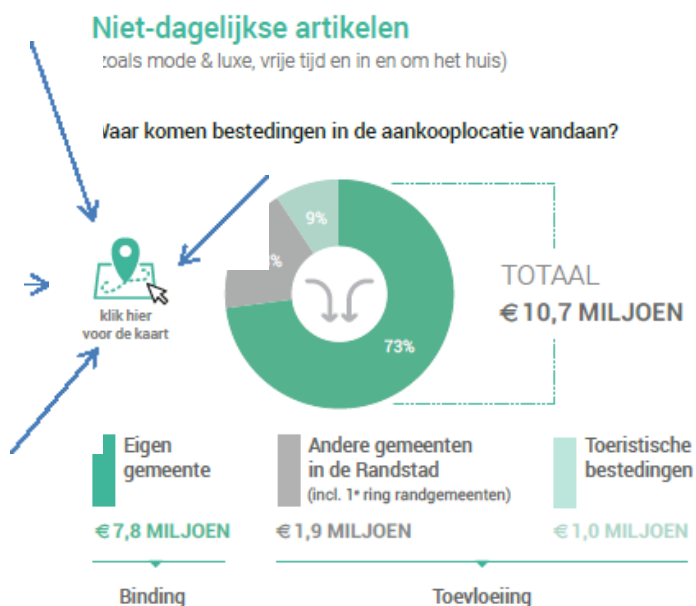 Niet-dagelijkse artikelen
zoals mode & luxe, vrije tijd en in en om het huis)
Waar komen bestedingen in de aankooplocatie vandaan?
9%
%
73%
klik hier
voor de kaart
TOTAAL
€ 10,7 MILJOEN
Eigen
gemeente
€ 7,8 MILJOEN
Andere gemeenten
in de Randstad
(incl. 1e ring randgemeenten)
€ 1,9 MILJOEN
Toeristische
bestedingen
€ 1,0 MILJOEN
Binding
Toevloeiing